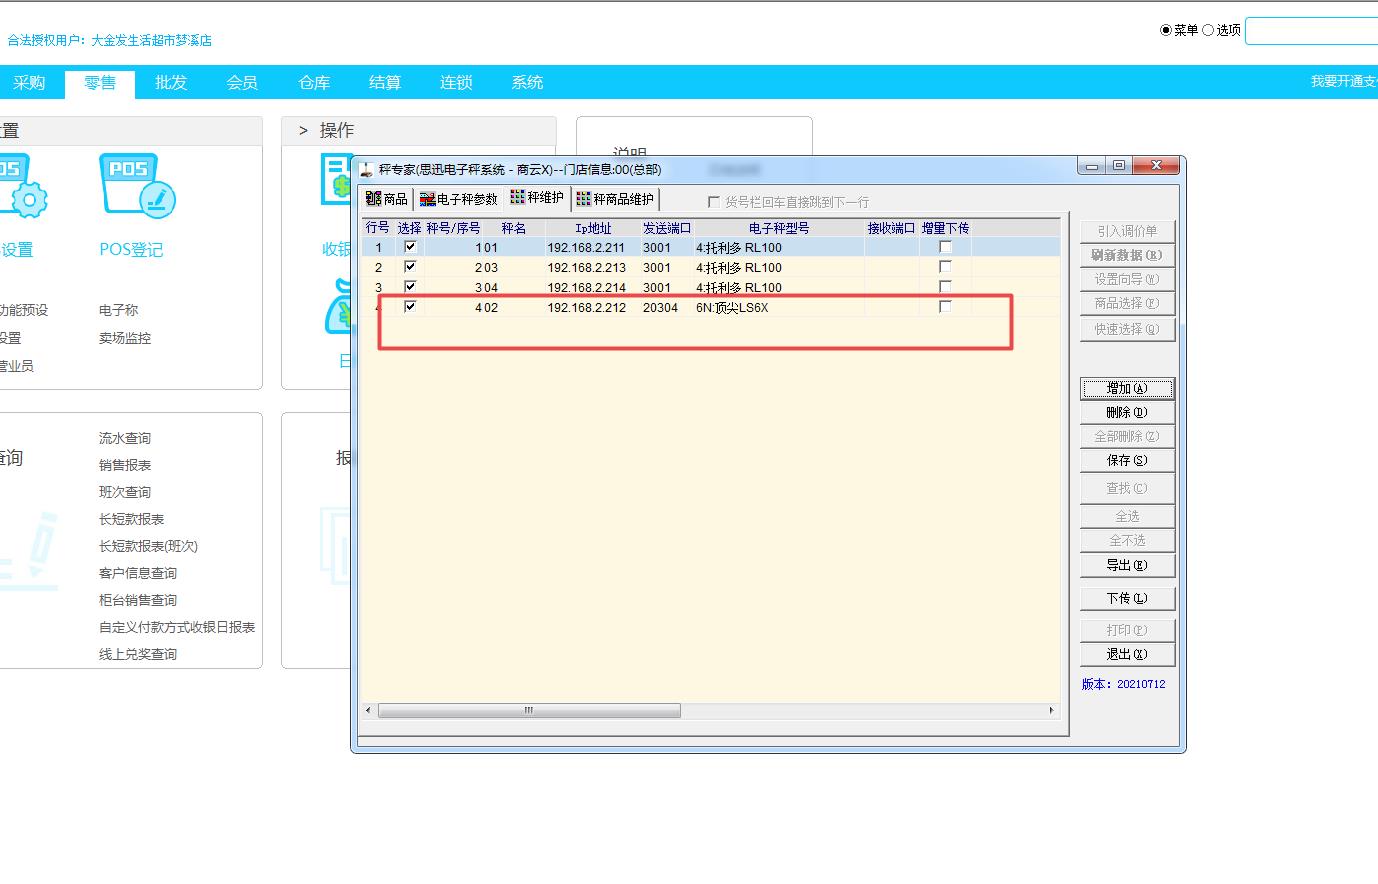 合法授权用户：大金发生活超市梦溪店
菜单 选项
采购 零售 批发 会员 仓库 结算 连锁 系统
置
> 操作
POS
设置
POS登记
功能预设
电子称
设置
卖场监控
营业员
查询
流水查询
销售报表
班次查询
长短款报表
长短款报表(班次)
客户信息查询
柜台销售查询
自定义付款方式收银日报表
线上兑奖查询
收银
日
报
说明
秤专家(思迅电子秤系统 - 商云X)--门店信息:00(总部)
商品 电子秤参数 秤维护 秤商品维护 货号栏回车直接跳到下一行
行号 选择 秤号/序号 秤名 Ip地址 发送端口 电子秤型号 接收端口 增量下传
1 1 01 192.168.2.211 3001 4:托利多 RL100
2 2 03 192.168.2.213 3001 4:托利多 RL100
3 3 04 192.168.2.214 3001 4:托利多 RL100
4 4 02 192.168.2.212 20304 6N:顶尖LS6X
引入调价单
刷新数据(R)
设置向导(W)
商品选择(P)
快速选择(Q)
增加(A)
删除(D)
全部删除(Z)
保存(S)
查找(C)
全选
全不选
导出(E)
下传(L)
打印(P)
退出(X)
版本：20210712
我要开通支